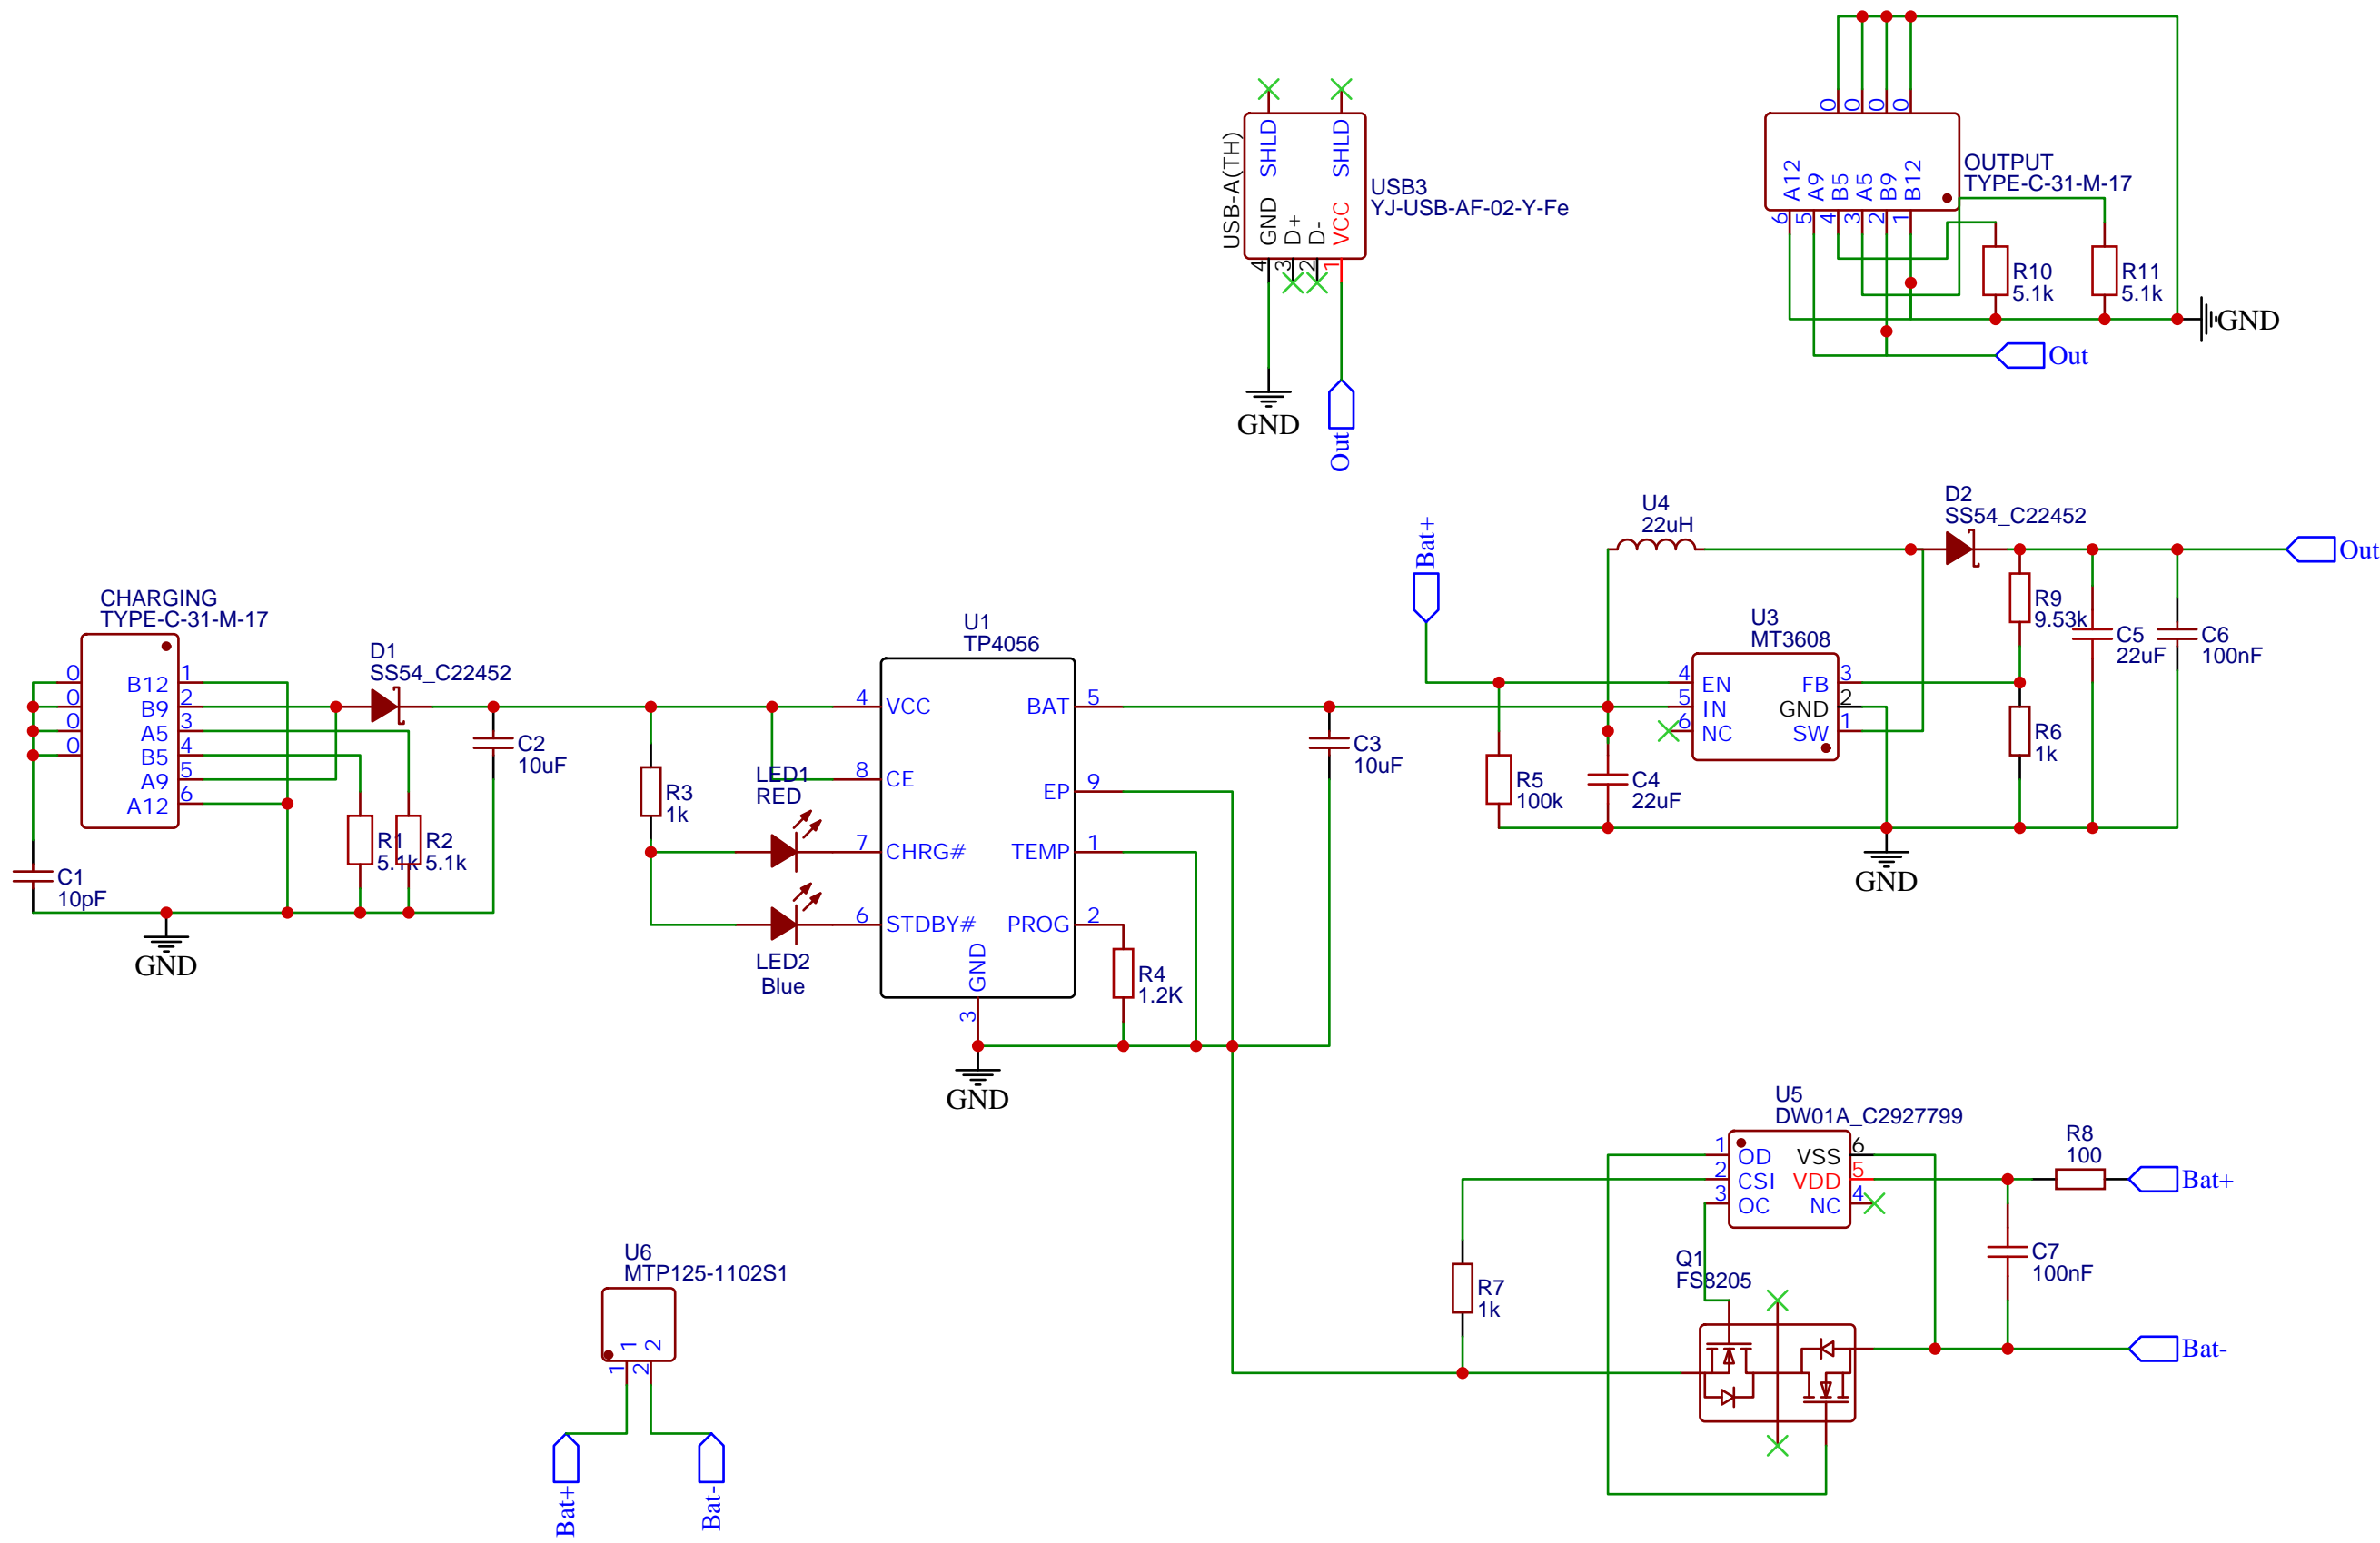 0
0
0
0
A12
A9
B5
A5
B9
B12
6
5
4
3
2
1
OUTPUT
TYPE-C-31-M-17
R10
5.1k
R11
5.1k
GND
Out
USB-A(TH)
SHLD
SHLD
GND
D+
D-
VCC
4
3
2
1
USB3
YJ-USB-AF-02-Y-Fe
GND
Out
CHARGING
TYPE-C-31-M-17
0
0
0
0
B12
B9
A5
B5
A9
A12
1
2
3
4
5
6
D1
SS54_C22452
C1
10pF
R1
5.1k
R2
5.1k
C2
10uF
GND
R3
1k
LED1
RED
LED2
Blue
U1
TP4056
4
VCC
8
CE
7
CHRG#
6
STDBY#
BAT
5
EP
9
TEMP
1
PROG
2
GND
3
R4
1.2K
GND
C3
10uF
Bat+
U4
22uH
D2
SS54_C22452
Out
U3
MT3608
4
EN
5
IN
6
NC
FB
3
GND
2
SW
1
R5
100k
C4
22uF
R9
9.53k
R6
1k
C5
22uF
C6
100nF
GND
U5
DW01A_C2927799
1
OD
2
CSI
3
OC
VSS
6
VDD
5
NC
4
R8
100
Bat+
C7
100nF
Bat-
Q1
FS8205
R7
1k
U6
MTP125-1102S1
1
2
1
2
Bat+
Bat-